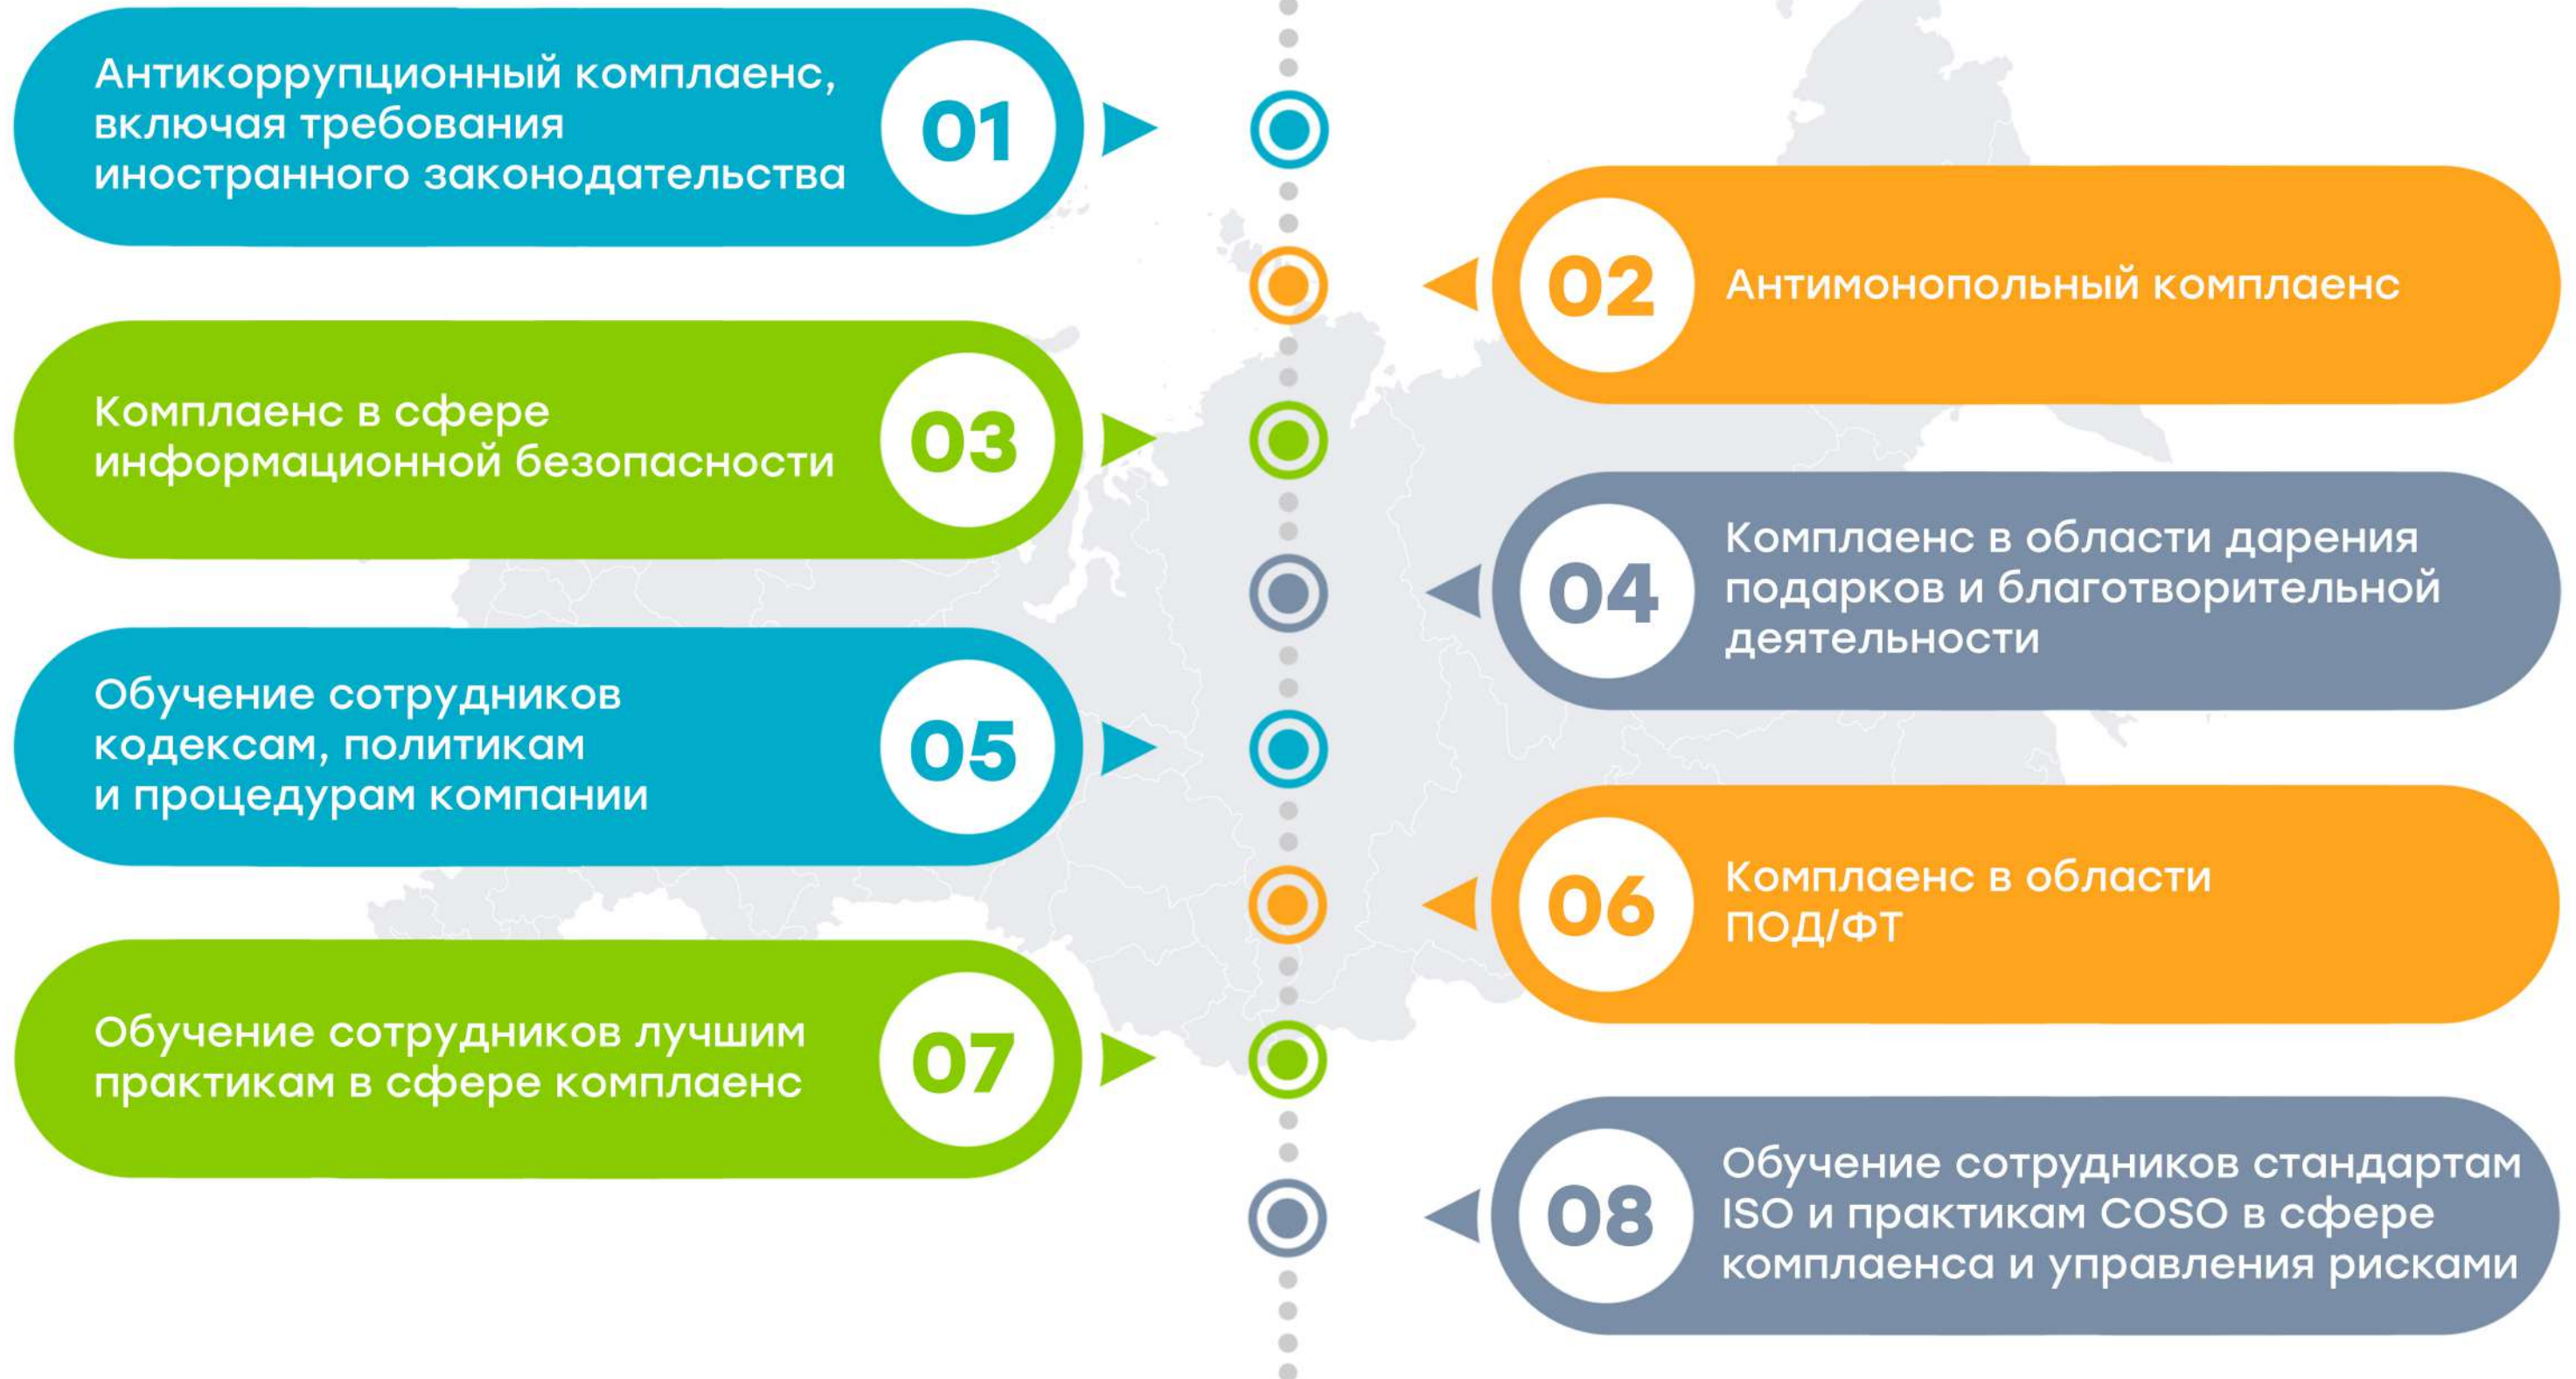 Антикоррупционный комплаенс,
включая требования
иностранного законодательства
01
02
Антимонопольный комплаенс
Комплаенс в сфере
информационной безопасности
03
04
Комплаенс в области дарения
подарков и благотворительной
деятельности
Обучение сотрудников
кодексам, политикам
и процедурам компании
05
06
Комплаенс в области
ПОД/ФТ
Обучение сотрудников лучшим
практикам в сфере комплаенс
07
08
Обучение сотрудников стандартам
ISO и практикам COSO в сфере
комплаенса и управления рисками